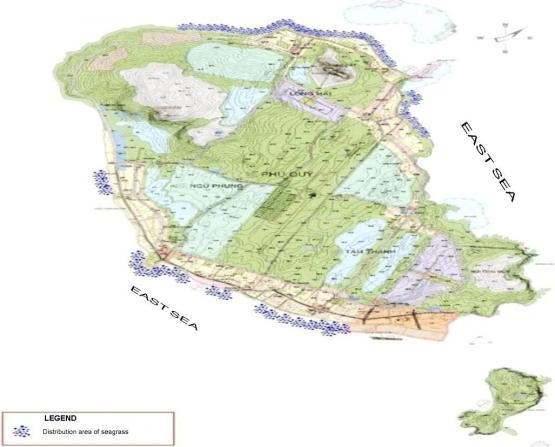 LONG HAI
EAST SEA
PHU QUY
NGU PHUNG
TAM THANH
EAST SEA
LEGEND
Distribution area of seagrass